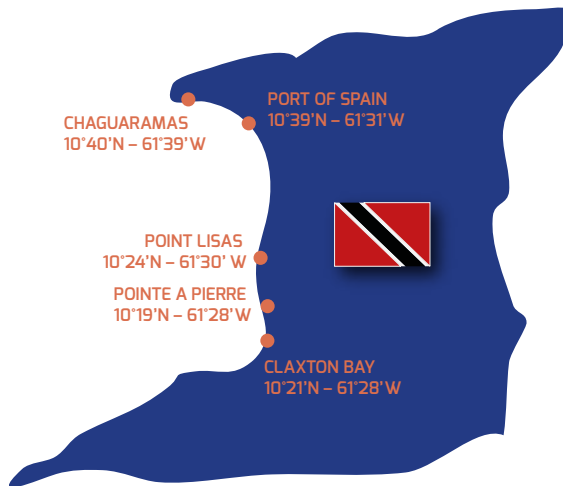 PORT OF SPAIN
10°39'N – 61°31'W
CHAGUARAMAS
10°40'N – 61°39'W
POINT LISAS
10°24'N – 61°30' W
POINTE A PIERRE
10°19'N – 61°28'W
CLAXTON BAY
10°21'N – 61°28'W